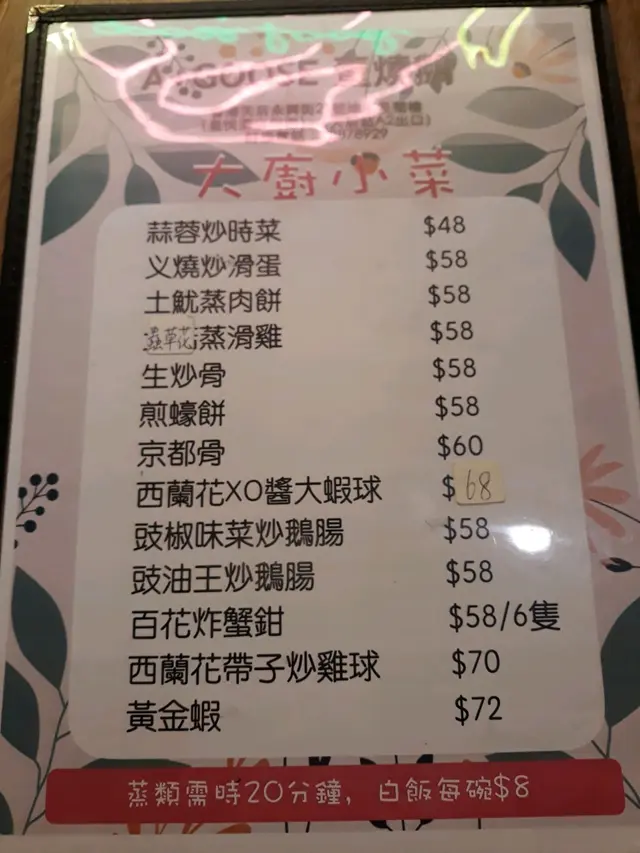 大廚小菜
蒜蓉炒時菜 $48
义燒炒滑蛋 $58
土魷蒸肉餅 $58
蟲草花蒸滑雞 $58
生炒骨 $58
煎蠔餅 $58
京都骨 $60
西蘭花XO醬大蝦球 $68
豉椒味菜炒鵝腸 $58
豉油王炒鵝腸 $58
百花炸蟹鉗 $58/6隻
西蘭花帶子炒雞球 $70
黃金蝦 $72
蒸類需時20分鐘, 白飯每碗$8